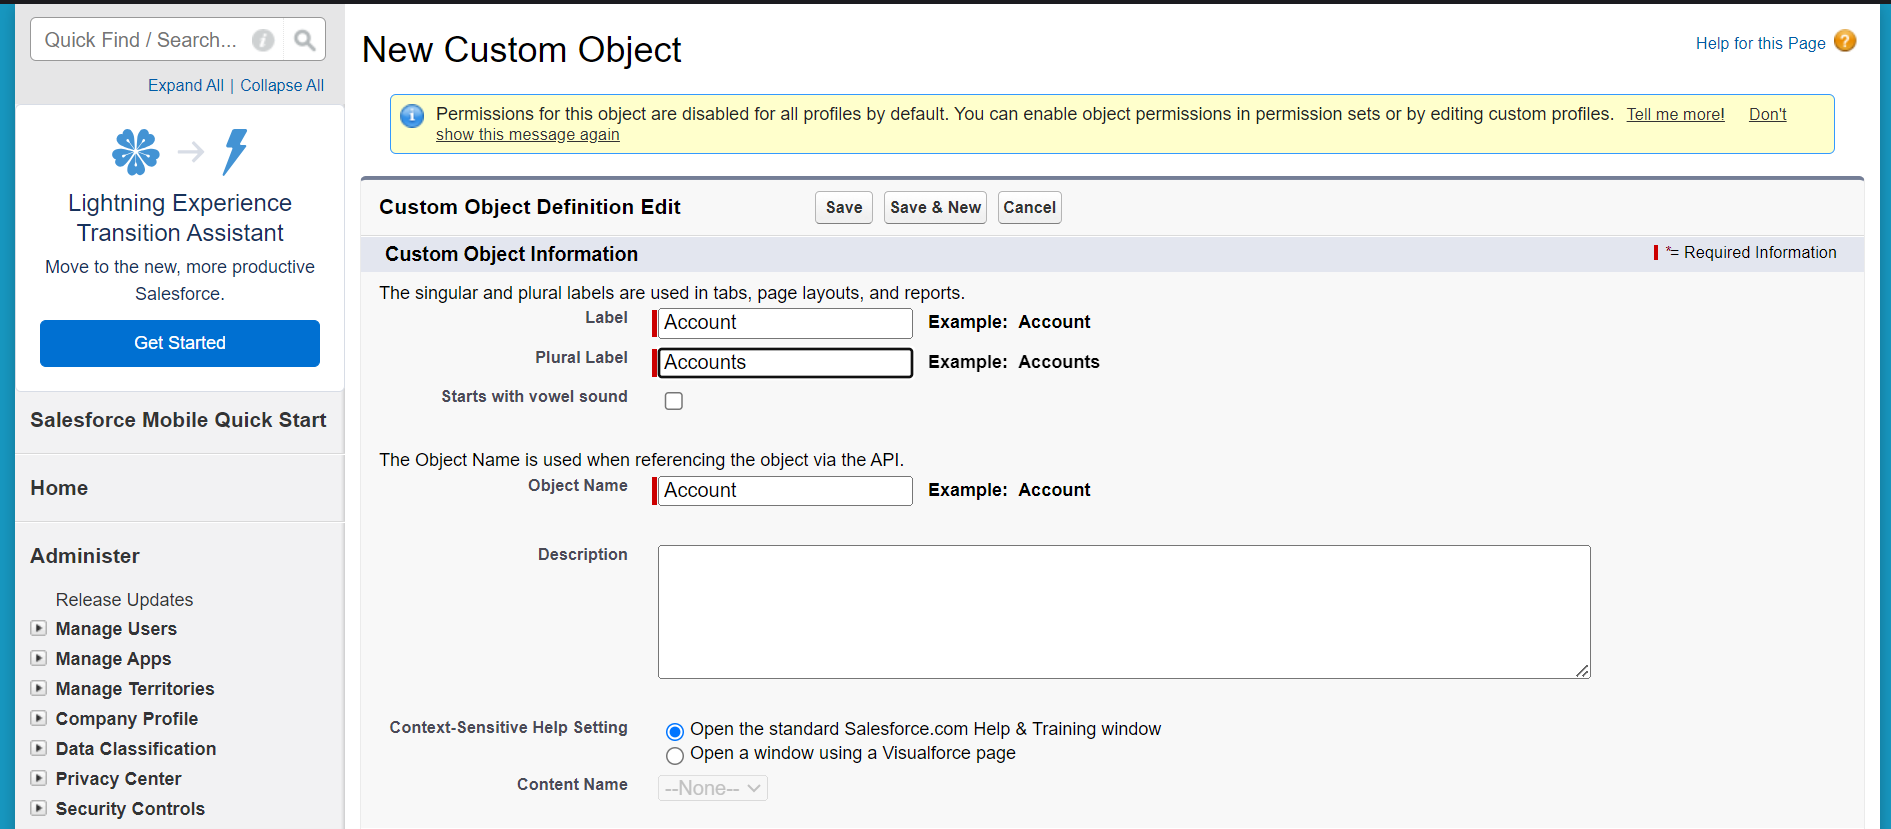 Quick Find / Search...
Expand All | Collapse All
Lightning Experience
Transition Assistant
Move to the new, more productive
Salesforce.
Get Started
Salesforce Mobile Quick Start
Home
Administer
Release Updates
Manage Users
Manage Apps
Manage Territories
Company Profile
Data Classification
Privacy Center
Security Controls
New Custom Object
Help for this Page ?
Permissions for this object are disabled for all profiles by default. You can enable object permissions in permission sets or by editing custom profiles. Tell me more! Don't
show this message again
Custom Object Definition Edit Save Save & New Cancel
Custom Object Information *= Required Information
The singular and plural labels are used in tabs, page layouts, and reports.
Label Account Example: Account
Plural Label Accounts Example: Accounts
Starts with vowel sound
The Object Name is used when referencing the object via the API.
Object Name Account Example: Account
Description
Context-Sensitive Help Setting Open the standard Salesforce.com Help & Training window
Open a window using a Visualforce page
Content Name --None--